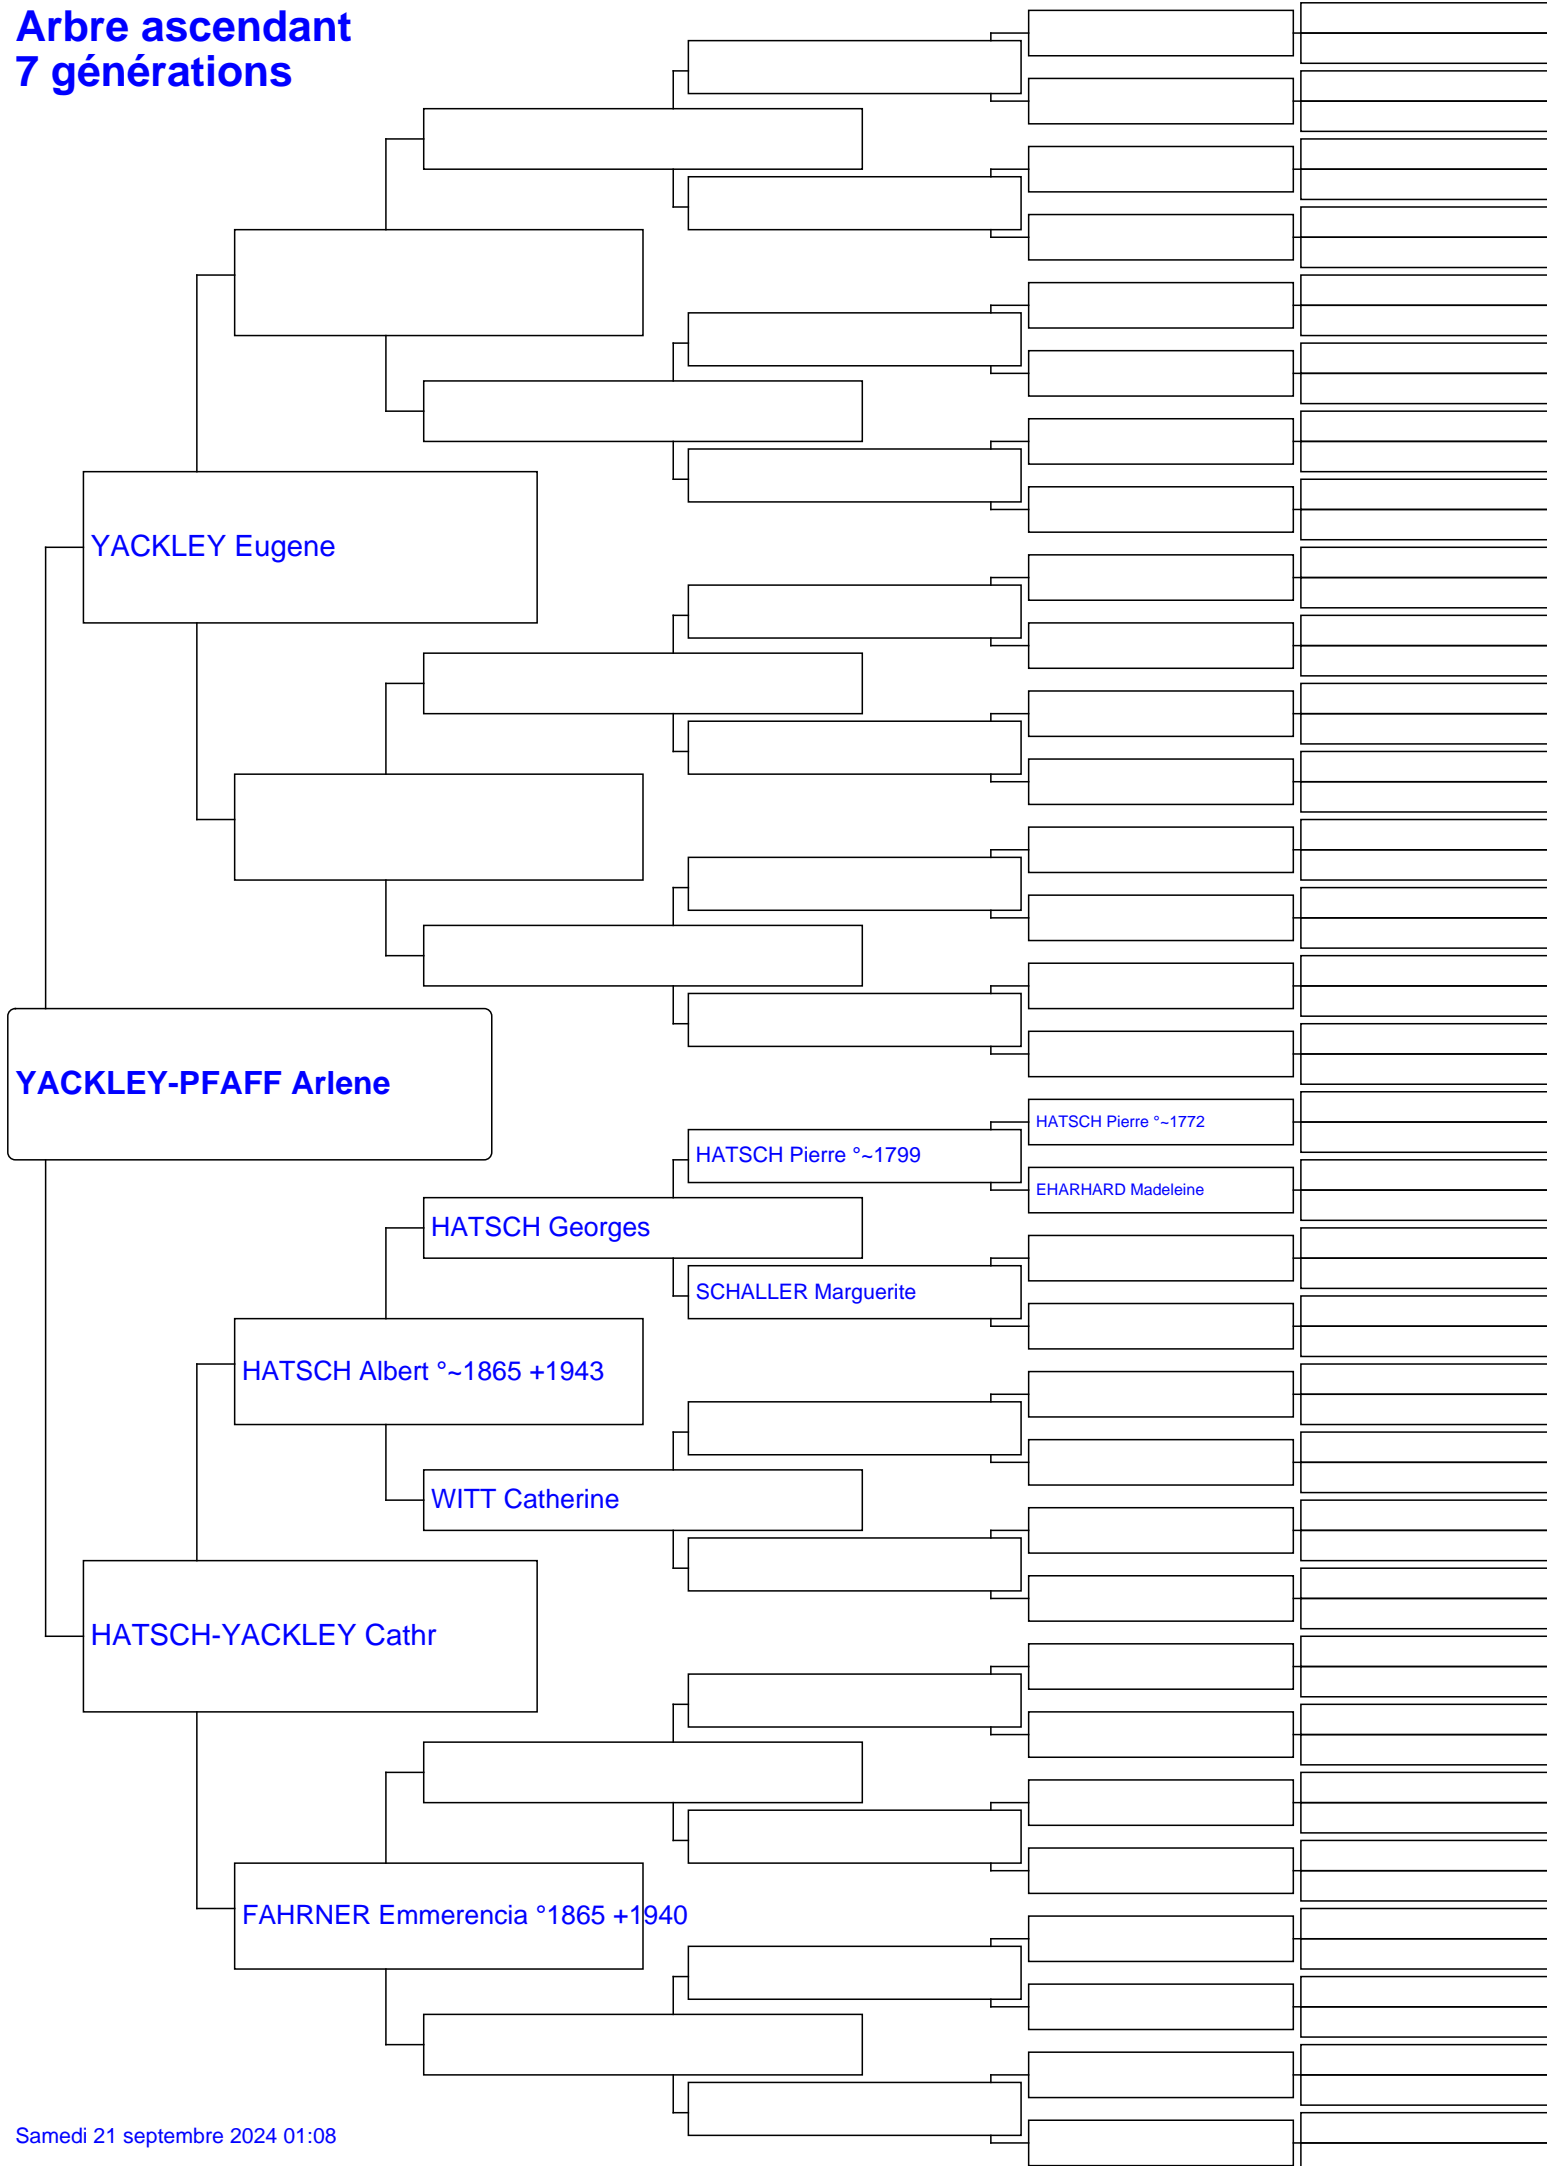 Arbre ascendant
7 générations
YACKLEY Eugene
YACKLEY-PFAFF Arlene
HATSCH Pierre °~1772
HATSCH Pierre °~1799
EHARHARD Madeleine
HATSCH Georges
SCHALLER Marguerite
HATSCH Albert °~1865 +1943
WITT Catherine
HATSCH-YACKLEY Cathr
FAHRNER Emmerencia °1865 +1940
Samedi 21 septembre 2024 01:08